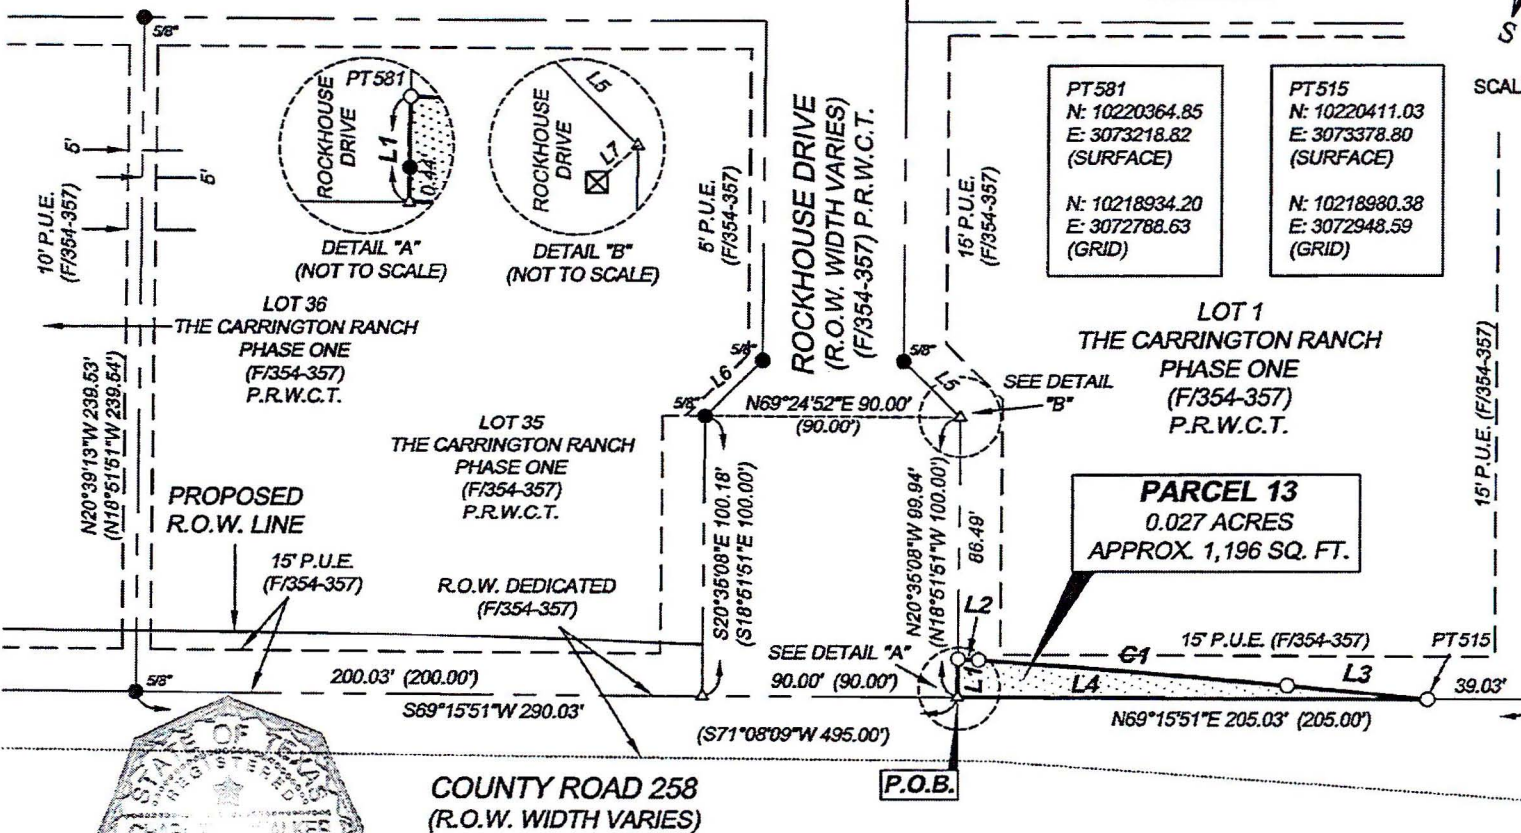 5/8"
S
SCAL
5'
5'
10' P.U.E.
(F/354-357)
ROCKHOUSE
DRIVE
PT581
L1
0.44'
DETAIL "A"
(NOT TO SCALE)
ROCKHOUSE
DRIVE
L5
L7
DETAIL "B"
(NOT TO SCALE)
5' P.U.E.
(F/354-357)
ROCKHOUSE DRIVE
(R.O.W. WIDTH VARIES)
(F/354-357) P.R.W.C.T.
15' P.U.E.
(F/354-357)
PT581
N: 10220364.85
E: 3073218.82
(SURFACE)
N: 10218934.20
E: 3072788.63
(GRID)
PT515
N: 10220411.03
E: 3073378.80
(SURFACE)
N: 10218980.38
E: 3072948.59
(GRID)
LOT 36
THE CARRINGTON RANCH
PHASE ONE
(F/354-357)
P.R.W.C.T.
LOT 1
THE CARRINGTON RANCH
PHASE ONE
(F/354-357)
P.R.W.C.T.
15' P.U.E. (F/354-357)
N20°39'13"W 239.53'
(N18°51'51"W 239.54')
5/8"
L6
5/8"
5/8"
L5
SEE DETAIL
"B"
N69°24'52"E 90.00'
(90.00')
LOT 35
THE CARRINGTON RANCH
PHASE ONE
(F/354-357)
P.R.W.C.T.
S20°35'08"E 100.18'
(S18°51'51"E 100.00')
N20°35'08"W 99.94'
(N18°51'51"W 100.00')
86.49'
PARCEL 13
0.027 ACRES
APPROX. 1,196 SQ. FT.
PROPOSED
R.O.W. LINE
15' P.U.E.
(F/354-357)
R.O.W. DEDICATED
(F/354-357)
L2
SEE DETAIL "A"
L1
C1
15' P.U.E. (F/354-357)
PT515
L4
L3
39.03'
5/8"
200.03' (200.00')
90.00' (90.00')
S69°15'51"W 290.03'
N69°15'51"E 205.03' (205.00')
(S71°08'09"W 495.00')
P.O.B.
COUNTY ROAD 258
(R.O.W. WIDTH VARIES)
STATE OF TEXAS
REGISTERED